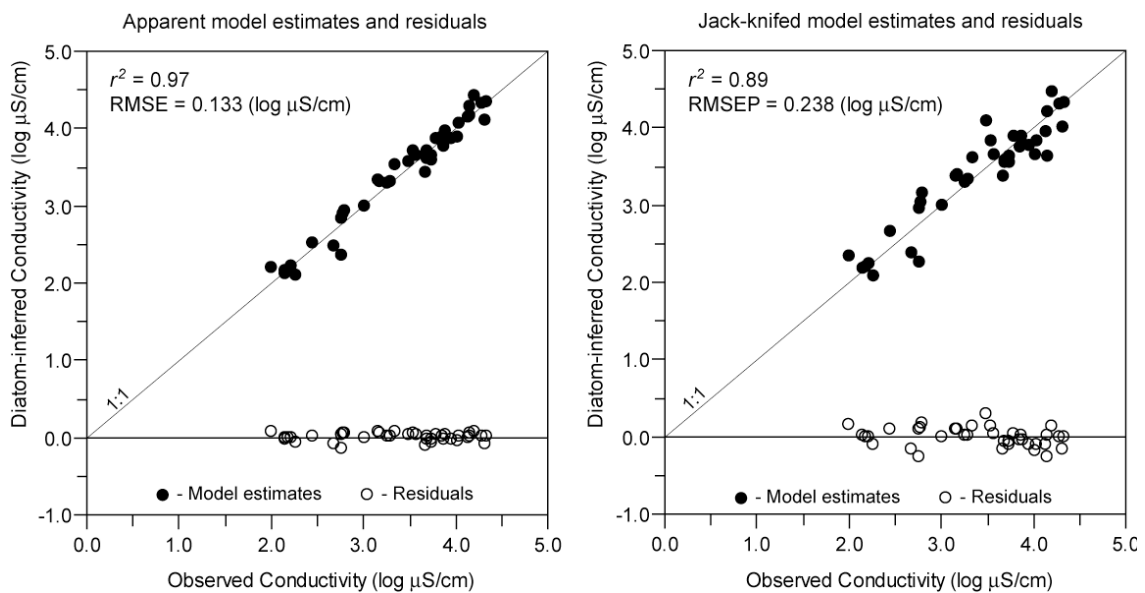 Apparent model estimates and residuals
5.0
4.0
3.0
2.0
1.0
0.0
-1.0
Diatom-inferred Conductivity (log μS/cm)
r² = 0.97
RMSE = 0.133 (log μS/cm)
1:1
● - Model estimates ○ - Residuals
0.0 1.0 2.0 3.0 4.0 5.0
Observed Conductivity (log μS/cm)
Jack-knifed model estimates and residuals
5.0
4.0
3.0
2.0
1.0
0.0
-1.0
Diatom-inferred Conductivity (log μS/cm)
r² = 0.89
RMSEP = 0.238 (log μS/cm)
1:1
● - Model estimates ○ - Residuals
0.0 1.0 2.0 3.0 4.0 5.0
Observed Conductivity (log μS/cm)